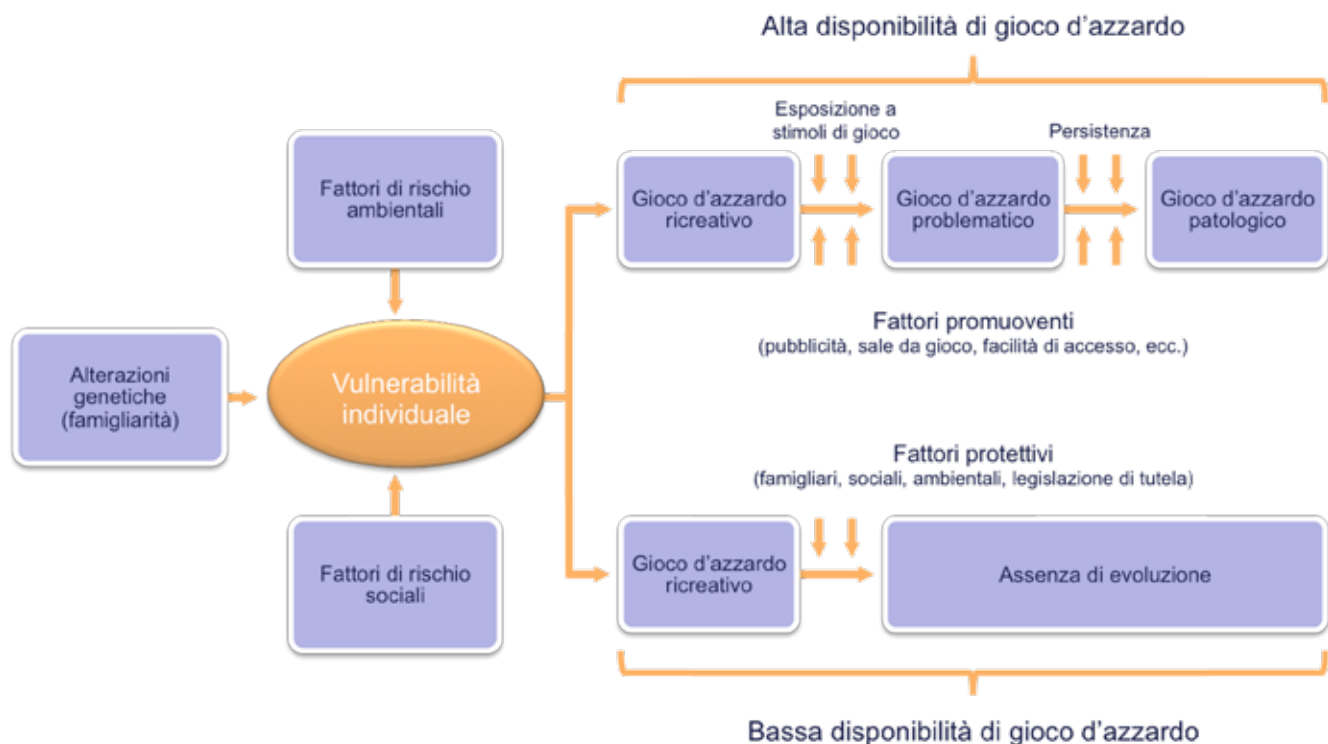 Alta disponibilità di gioco d'azzardo
Esposizione a
stimoli di gioco
Persistenza
Fattori di rischio
ambientali
Gioco d'azzardo
ricreativo
Gioco d'azzardo
problematico
Gioco d'azzardo
patologico
Fattori promuoventi
(pubblicità, sale da gioco, facilità di accesso, ecc.)
Alterazioni
genetiche
(famigliarità)
Vulnerabilità
individuale
Fattori protettivi
(famigliari, sociali, ambientali, legislazione di tutela)
Fattori di rischio
sociali
Gioco d'azzardo
ricreativo
Assenza di evoluzione
Bassa disponibilità di gioco d'azzardo